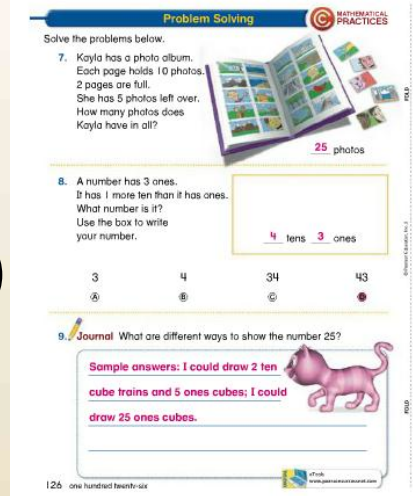 Problem Solving
MATHEMATICAL
PRACTICES
Solve the problems below.
7. Kayla has a photo album.
Each page holds 10 photos.
2 pages are full.
She has 5 photos left over.
How many photos does
Kayla have in all?
25 photos
8. A number has 3 ones.
It has 1 more ten than it has ones.
What number is it?
Use the box to write
your number.
4 tens 3 ones
3 4 34 43
A B C D
9. Journal What are different ways to show the number 25?
Sample answers: I could draw 2 ten
cube trains and 5 ones cubes; I could
draw 25 ones cubes.
126 one hundred twenty-six
FOLD
FOLD